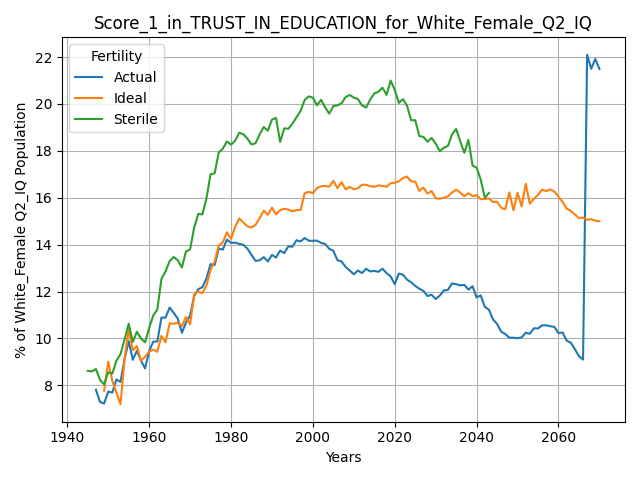 Score_1_in_TRUST_IN_EDUCATION_for_White_Female_Q2_IQ
Fertility
Actual
Ideal
Sterile
% of White_Female Q2_IQ Population
22
20
18
16
14
12
10
8
1940 1960 1980 2000 2020 2040 2060
Years